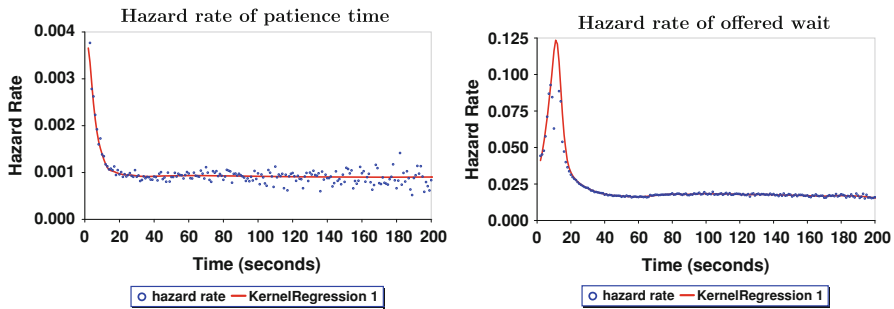 Hazard rate of patience time
Hazard Rate
0.004
0.003
0.002
0.001
0.000
0 20 40 60 80 100 120 140 160 180 200
Time (seconds)
hazard rate KernelRegression 1
Hazard rate of offered wait
Hazard Rate
0.125
0.100
0.075
0.050
0.025
0.000
0 20 40 60 80 100 120 140 160 180 200
Time (seconds)
hazard rate KernelRegression 1